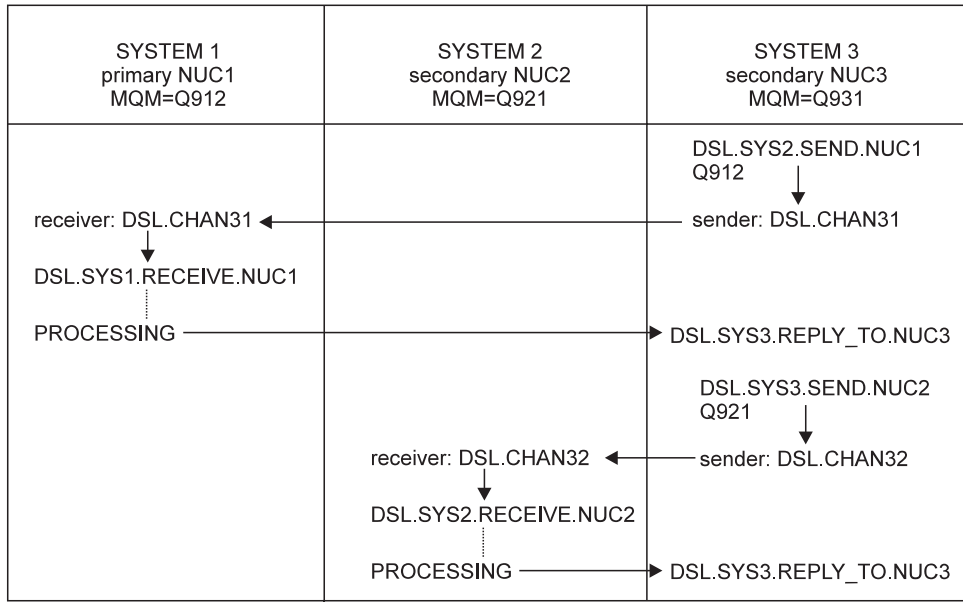 SYSTEM 1
primary NUC1
MQM=Q912
SYSTEM 2
secondary NUC2
MQM=Q921
SYSTEM 3
secondary NUC3
MQM=Q931
DSL.SYS2.SEND.NUC1
Q912
receiver: DSL.CHAN31
sender: DSL.CHAN31
DSL.SYS1.RECEIVE.NUC1
PROCESSING
DSL.SYS3.REPLY_TO.NUC3
DSL.SYS3.SEND.NUC2
Q921
receiver: DSL.CHAN32
sender: DSL.CHAN32
DSL.SYS2.RECEIVE.NUC2
PROCESSING
DSL.SYS3.REPLY_TO.NUC3